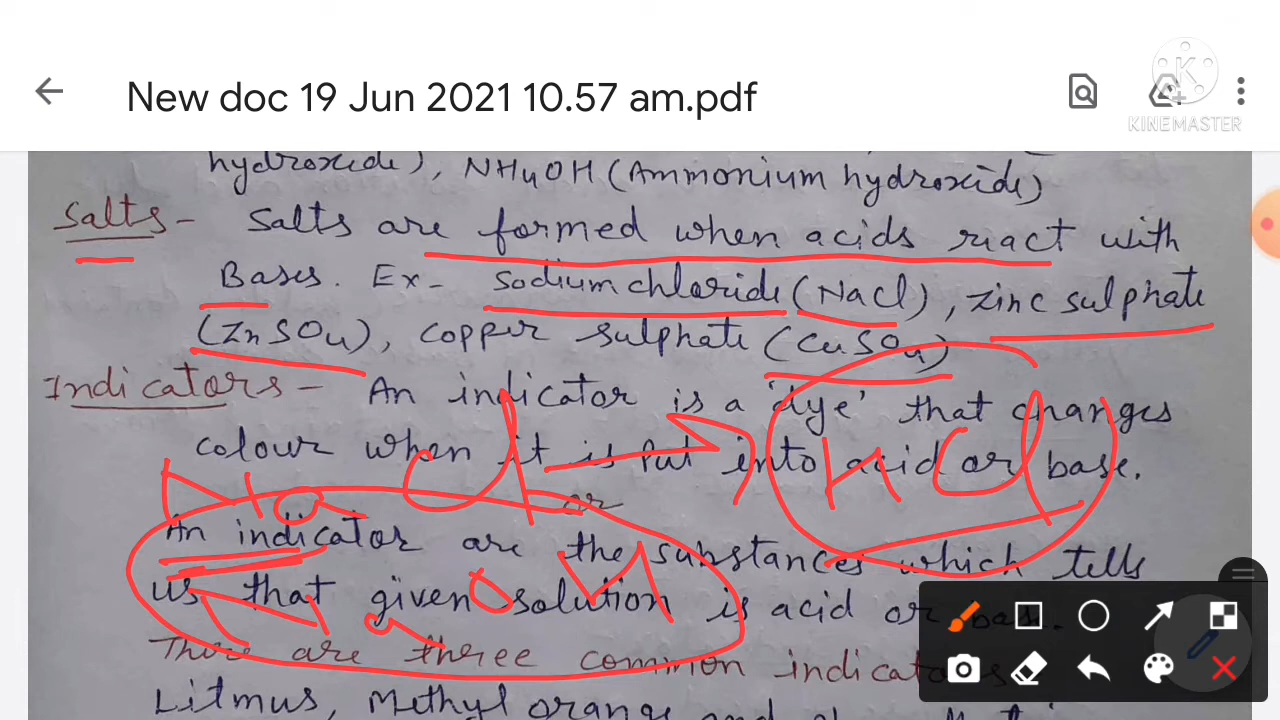 New doc 19 Jun 2021 10.57 am.pdf
KINEMASTER
hydroxide), NH4OH (Ammonium hydroxide)
Salts - Salts are formed when acids react with
Bases. Ex - Sodium chloride (NaCl), Zinc sulphate
(ZnSO4), copper sulphate (CuSO4)
Indicators - An indicator is a 'dye' that changes
colour when it is put into acid or base.
or
An indicator are the substances which tells
us that given solution is acid or
There are three common
Litmus, Methyl orange and
NaCl
HCl
NaOH